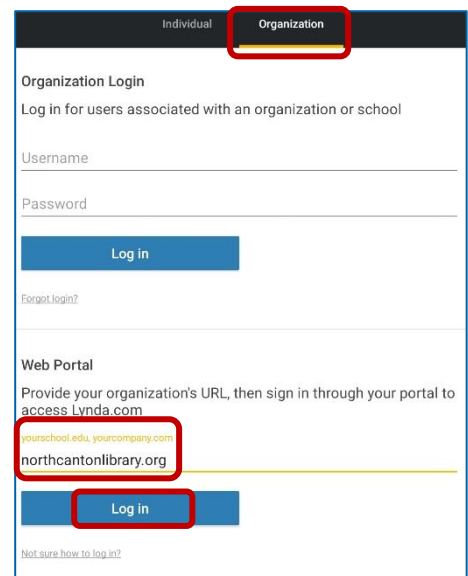 Individual Organization
Organization Login
Log in for users associated with an organization or school
Username
Password
Log in
Forgot login?
Web Portal
Provide your organization's URL, then sign in through your portal to
access Lynda.com
yourschool.edu, yourcompany.com
northcantonlibrary.org
Log in
Not sure how to log in?